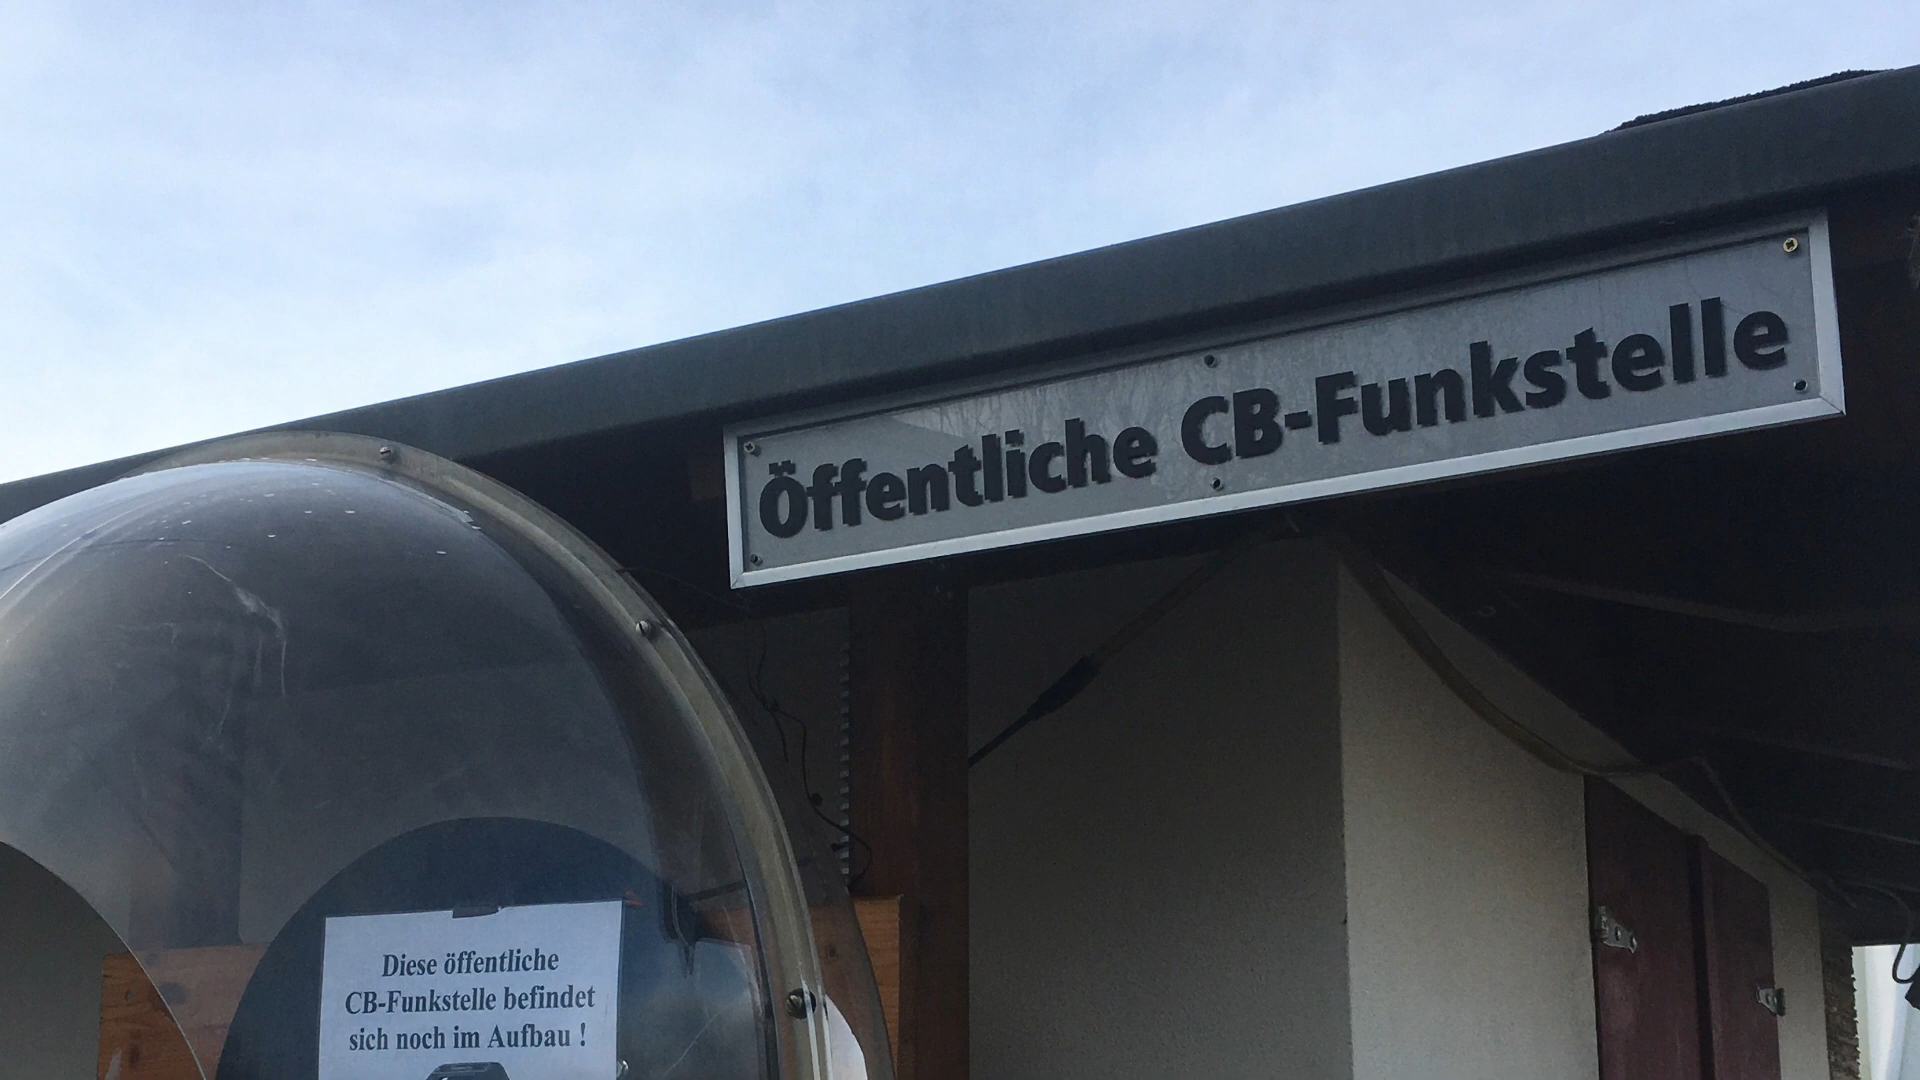 Öffentliche CB-Funkstelle
Diese öffentliche
CB-Funkstelle befindet
sich noch im Aufbau !